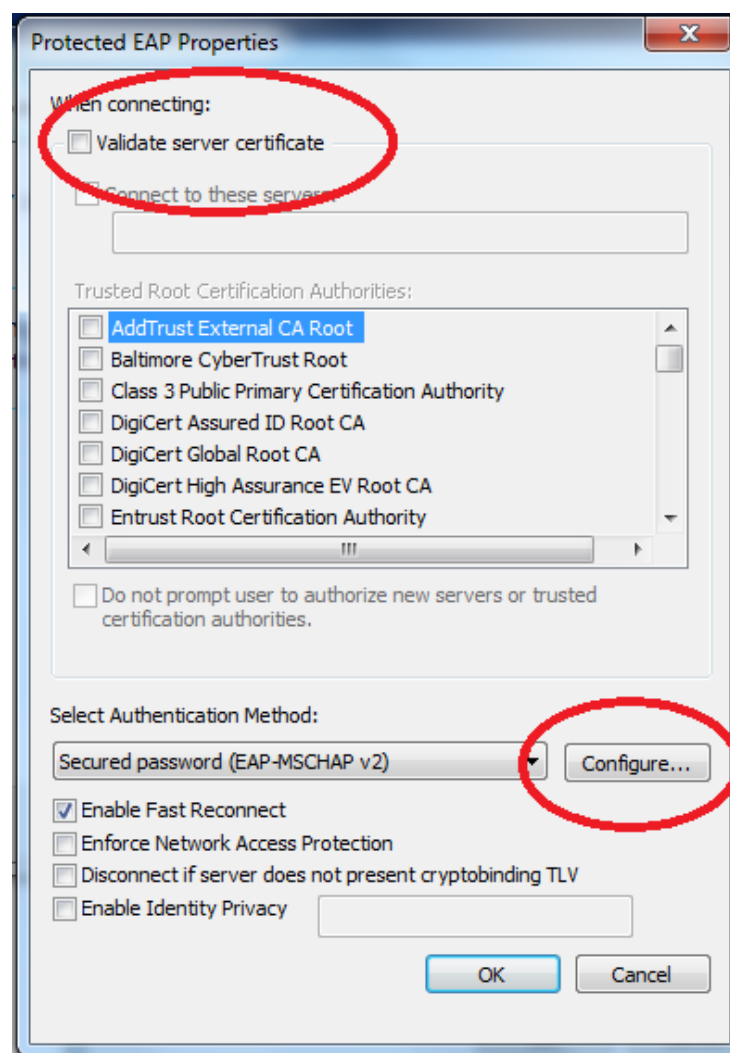 Protected EAP Properties
When connecting:
Validate server certificate
Connect to these servers:
Trusted Root Certification Authorities:
AddTrust External CA Root
Baltimore CyberTrust Root
Class 3 Public Primary Certification Authority
DigiCert Assured ID Root CA
DigiCert Global Root CA
DigiCert High Assurance EV Root CA
Entrust Root Certification Authority
Do not prompt user to authorize new servers or trusted
certification authorities.
Select Authentication Method:
Secured password (EAP-MSCHAP v2)
Configure...
Enable Fast Reconnect
Enforce Network Access Protection
Disconnect if server does not present cryptobinding TLV
Enable Identity Privacy
OK
Cancel